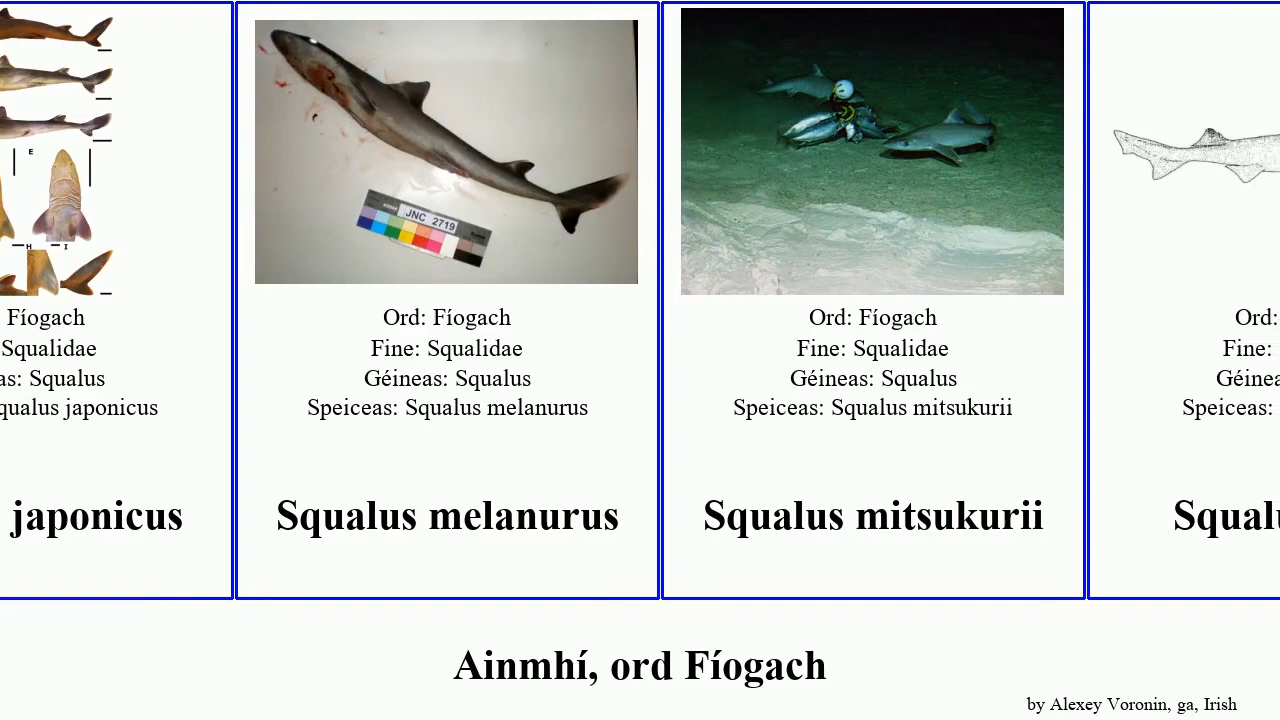 E
H
I
Fíogach
Squalidae
as: Squalus
qualus japonicus
japonicus
JNC 2719
Ord: Fíogach
Fine: Squalidae
Géineas: Squalus
Speiceas: Squalus melanurus
Squalus melanurus
Ord: Fíogach
Fine: Squalidae
Géineas: Squalus
Speiceas: Squalus mitsukurii
Squalus mitsukurii
Ord:
Fine:
Géinea
Speiceas:
Squalu
Ainmhí, ord Fíogach
by Alexey Voronin, ga, Irish